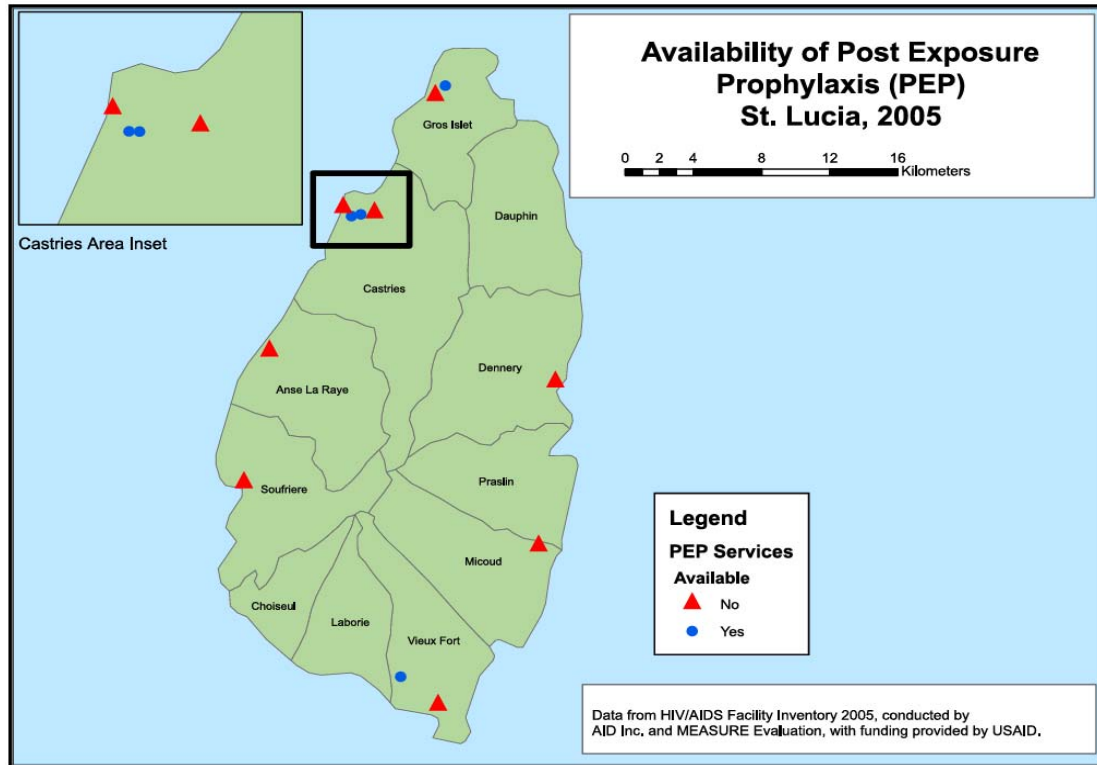 Availability of Post Exposure
Prophylaxis (PEP)
St. Lucia, 2005
0 2 4 8 12 16
Kilometers
Castries Area Inset
Gros Islet
Dauphin
Castries
Dennery
Anse La Raye
Soufriere
Praslin
Micoud
Choiseul
Laborie
Vieux Fort
Legend
PEP Services
Available
No
Yes
Data from HIV/AIDS Facility Inventory 2005, conducted by
AID Inc. and MEASURE Evaluation, with funding provided by USAID.